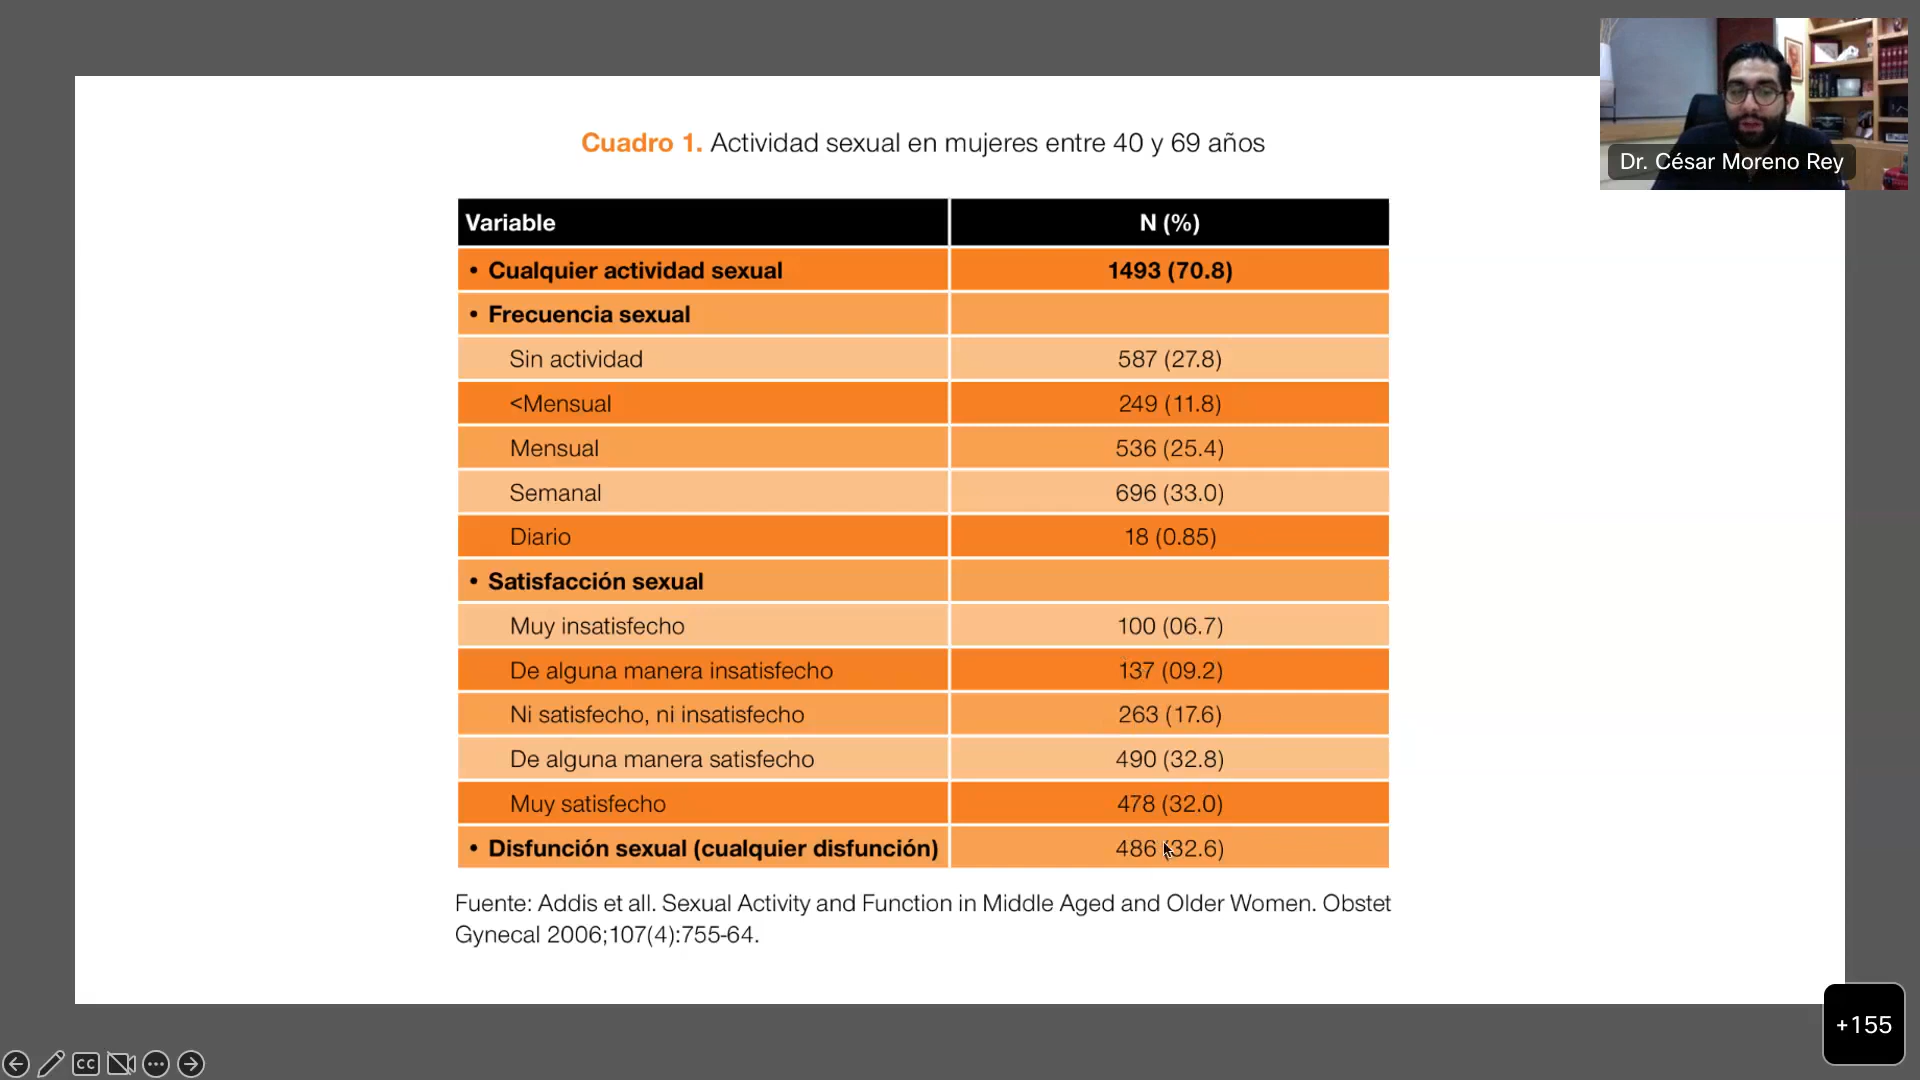 Dr. César Moreno Rey
Cuadro 1. Actividad sexual en mujeres entre 40 y 69 años
Variable N (%)
• Cualquier actividad sexual 1493 (70.8)
• Frecuencia sexual
Sin actividad 587 (27.8)
<Mensual 249 (11.8)
Mensual 536 (25.4)
Semanal 696 (33.0)
Diario 18 (0.85)
• Satisfacción sexual
Muy insatisfecho 100 (06.7)
De alguna manera insatisfecho 137 (09.2)
Ni satisfecho, ni insatisfecho 263 (17.6)
De alguna manera satisfecho 490 (32.8)
Muy satisfecho 478 (32.0)
• Disfunción sexual (cualquier disfunción) 486 (32.6)
Fuente: Addis et all. Sexual Activity and Function in Middle Aged and Older Women. Obstet
Gynecal 2006;107(4):755-64.
+155
CC